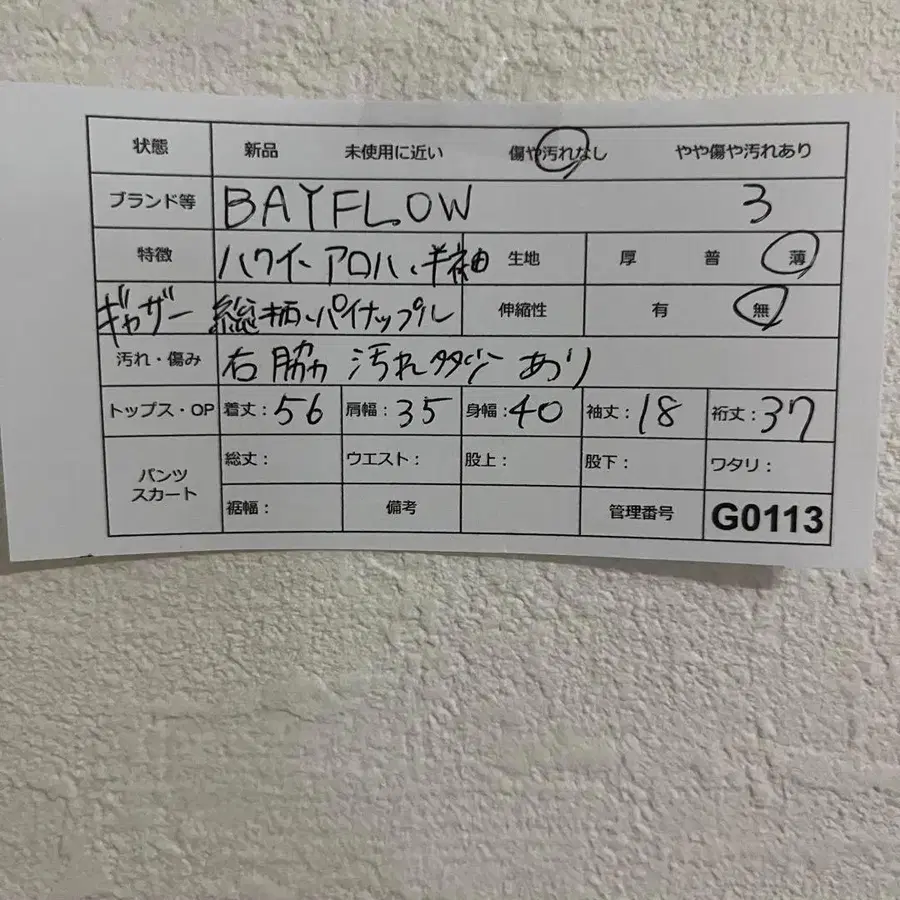 状態 新品 未使用に近い 傷や汚れなし やや傷や汚れあり
ブランド等 BAYFLOW 3
特徴 ハワイ・アロハ、半袖 生地 厚 普 薄
ギャザー 総柄、パイナップル 伸縮性 有 無
汚れ・傷み 右脇 汚れ あり
トップス・OP 着丈：56 肩幅：35 身幅：40 袖丈：18 裄丈：37
パンツ スカート 総丈： ウエスト： 股上： 股下： ワタリ：
裾幅： 備考 管理番号 G0113